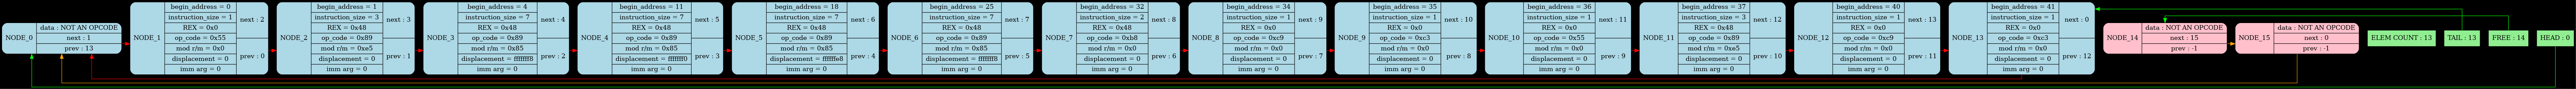 NODE_0
data : NOT AN OPCODE
next : 1
prev : 13
NODE_1
begin_address = 0
instruction_size = 1
REX = 0x0
op_code = 0x55
mod r/m = 0x0
displacement = 0
imm arg = 0
next : 2
prev : 0
NODE_2
begin_address = 1
instruction_size = 3
REX = 0x48
op_code = 0x89
mod r/m = 0xe5
displacement = 0
imm arg = 0
next : 3
prev : 1
NODE_3
begin_address = 4
instruction_size = 7
REX = 0x48
op_code = 0x89
mod r/m = 0x85
displacement = fffffff8
imm arg = 0
next : 4
prev : 2
NODE_4
begin_address = 11
instruction_size = 7
REX = 0x48
op_code = 0x89
mod r/m = 0x85
displacement = fffffff0
imm arg = 0
next : 5
prev : 3
NODE_5
begin_address = 18
instruction_size = 7
REX = 0x48
op_code = 0x89
mod r/m = 0x85
displacement = ffffffe8
imm arg = 0
next : 6
prev : 4
NODE_6
begin_address = 25
instruction_size = 7
REX = 0x48
op_code = 0x89
mod r/m = 0x85
displacement = fffffff8
imm arg = 0
next : 7
prev : 5
NODE_7
begin_address = 32
instruction_size = 2
REX = 0x48
op_code = 0xb8
mod r/m = 0x0
displacement = 0
imm arg = 0
next : 8
prev : 6
NODE_8
begin_address = 34
instruction_size = 1
REX = 0x0
op_code = 0xc9
mod r/m = 0x0
displacement = 0
imm arg = 0
next : 9
prev : 7
NODE_9
begin_address = 35
instruction_size = 1
REX = 0x0
op_code = 0xc3
mod r/m = 0x0
displacement = 0
imm arg = 0
next : 10
prev : 8
NODE_10
begin_address = 36
instruction_size = 1
REX = 0x0
op_code = 0x55
mod r/m = 0x0
displacement = 0
imm arg = 0
next : 11
prev : 9
NODE_11
begin_address = 37
instruction_size = 3
REX = 0x48
op_code = 0x89
mod r/m = 0xe5
displacement = 0
imm arg = 0
next : 12
prev : 10
NODE_12
begin_address = 40
instruction_size = 1
REX = 0x0
op_code = 0xc9
mod r/m = 0x0
displacement = 0
imm arg = 0
next : 13
prev : 11
NODE_13
begin_address = 41
instruction_size = 1
REX = 0x0
op_code = 0xc3
mod r/m = 0x0
displacement = 0
imm arg = 0
next : 0
prev : 12
NODE_14
data : NOT AN OPCODE
next : 15
prev : -1
NODE_15
data : NOT AN OPCODE
next : 0
prev : -1
ELEM COUNT : 13
TAIL : 13
FREE : 14
HEAD : 0